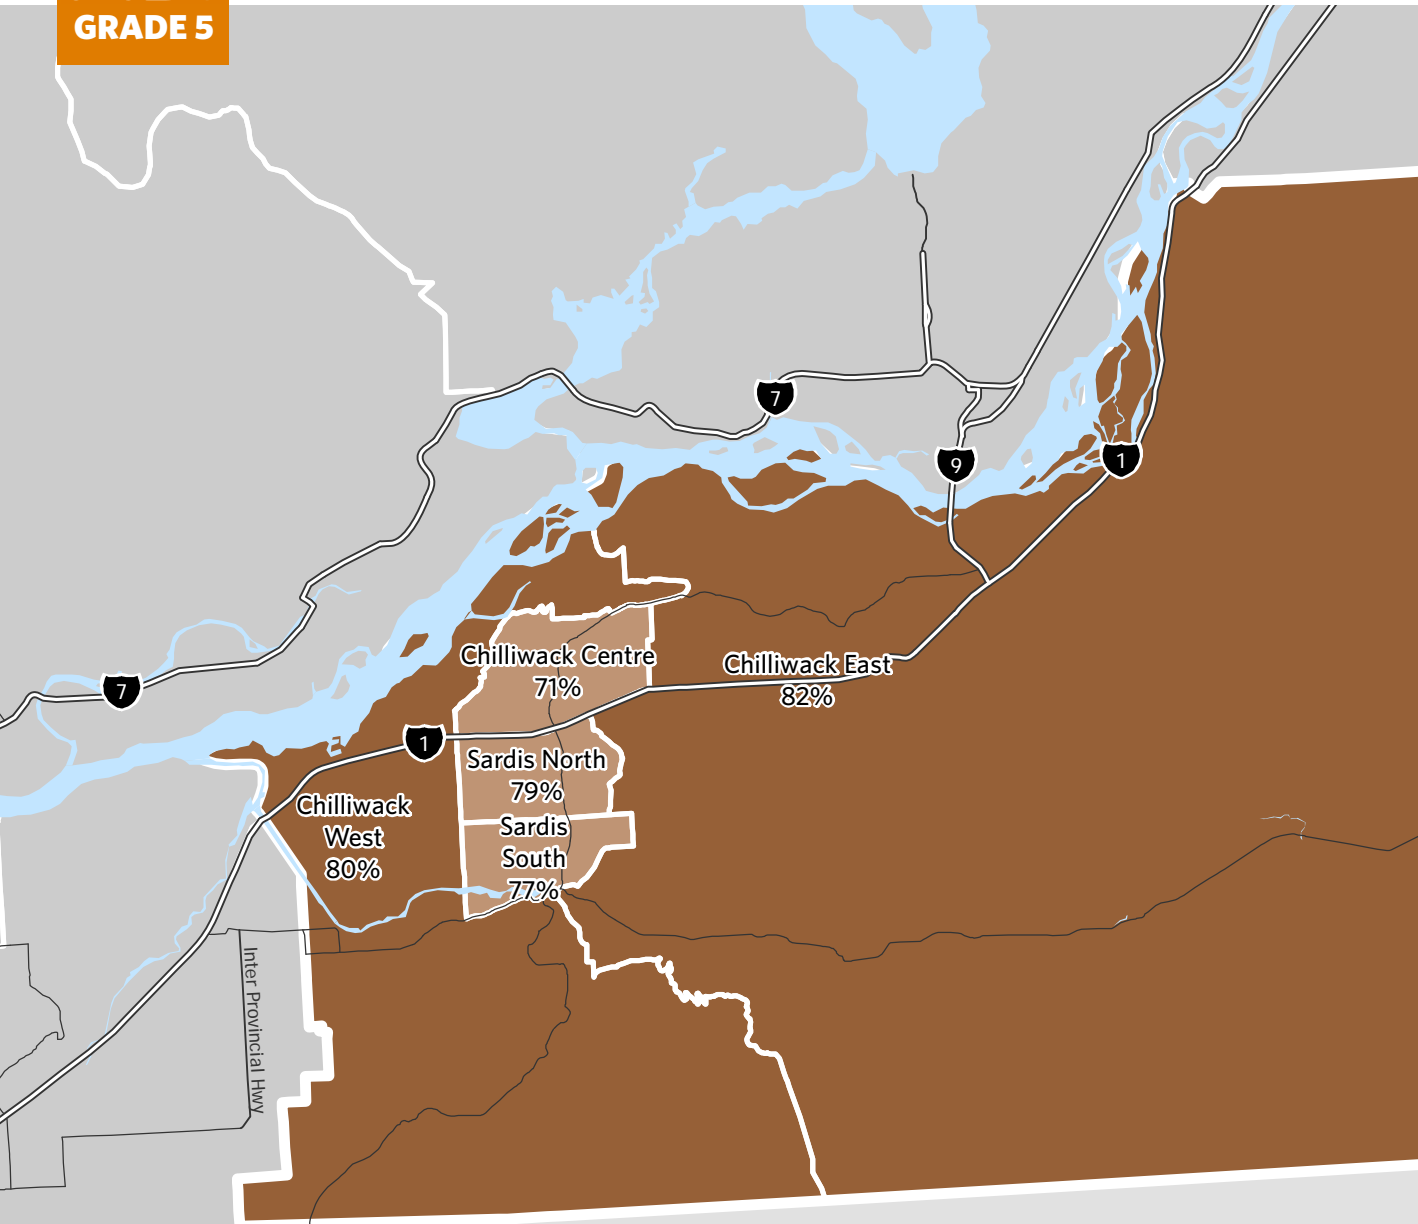 GRADE 5
7
9
1
Chilliwack Centre
71%
Chilliwack East
82%
7
1
Sardis North
79%
Chilliwack
West
80%
Sardis
South
77%
Inter Provincial Hwy